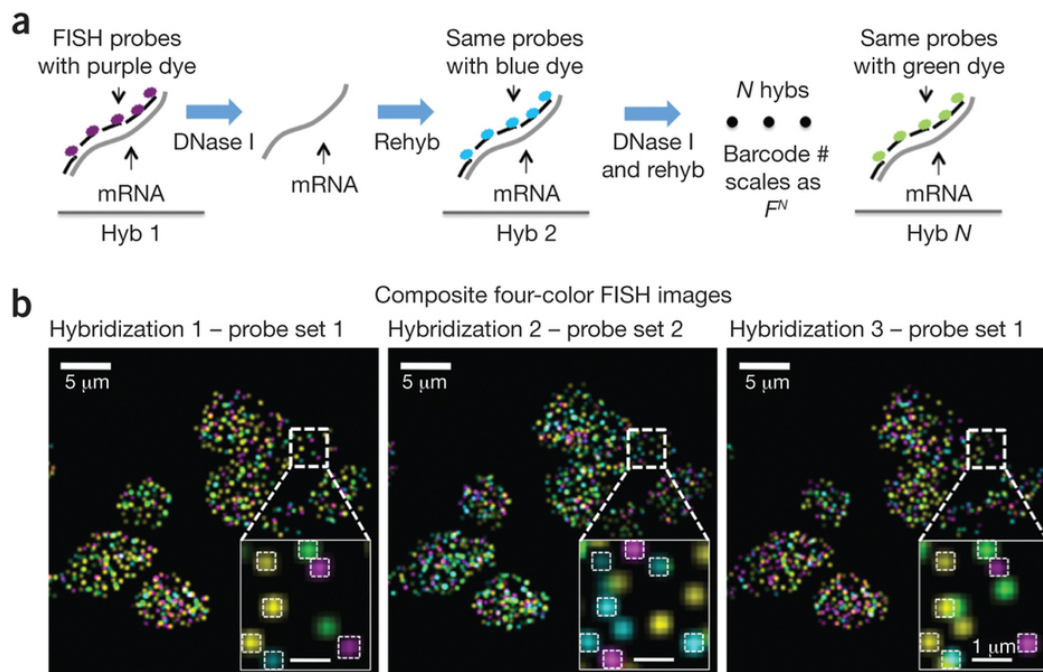 a
FISH probes
with purple dye
DNase I
mRNA
Hyb 1
mRNA
Rehyb
Same probes
with blue dye
mRNA
Hyb 2
DNase I
and rehyb
N hybs
Barcode #
scales as
F^N
Same probes
with green dye
mRNA
Hyb N
b
Composite four-color FISH images
Hybridization 1 – probe set 1
Hybridization 2 – probe set 2
Hybridization 3 – probe set 1
5 μm
5 μm
5 μm
1 μm